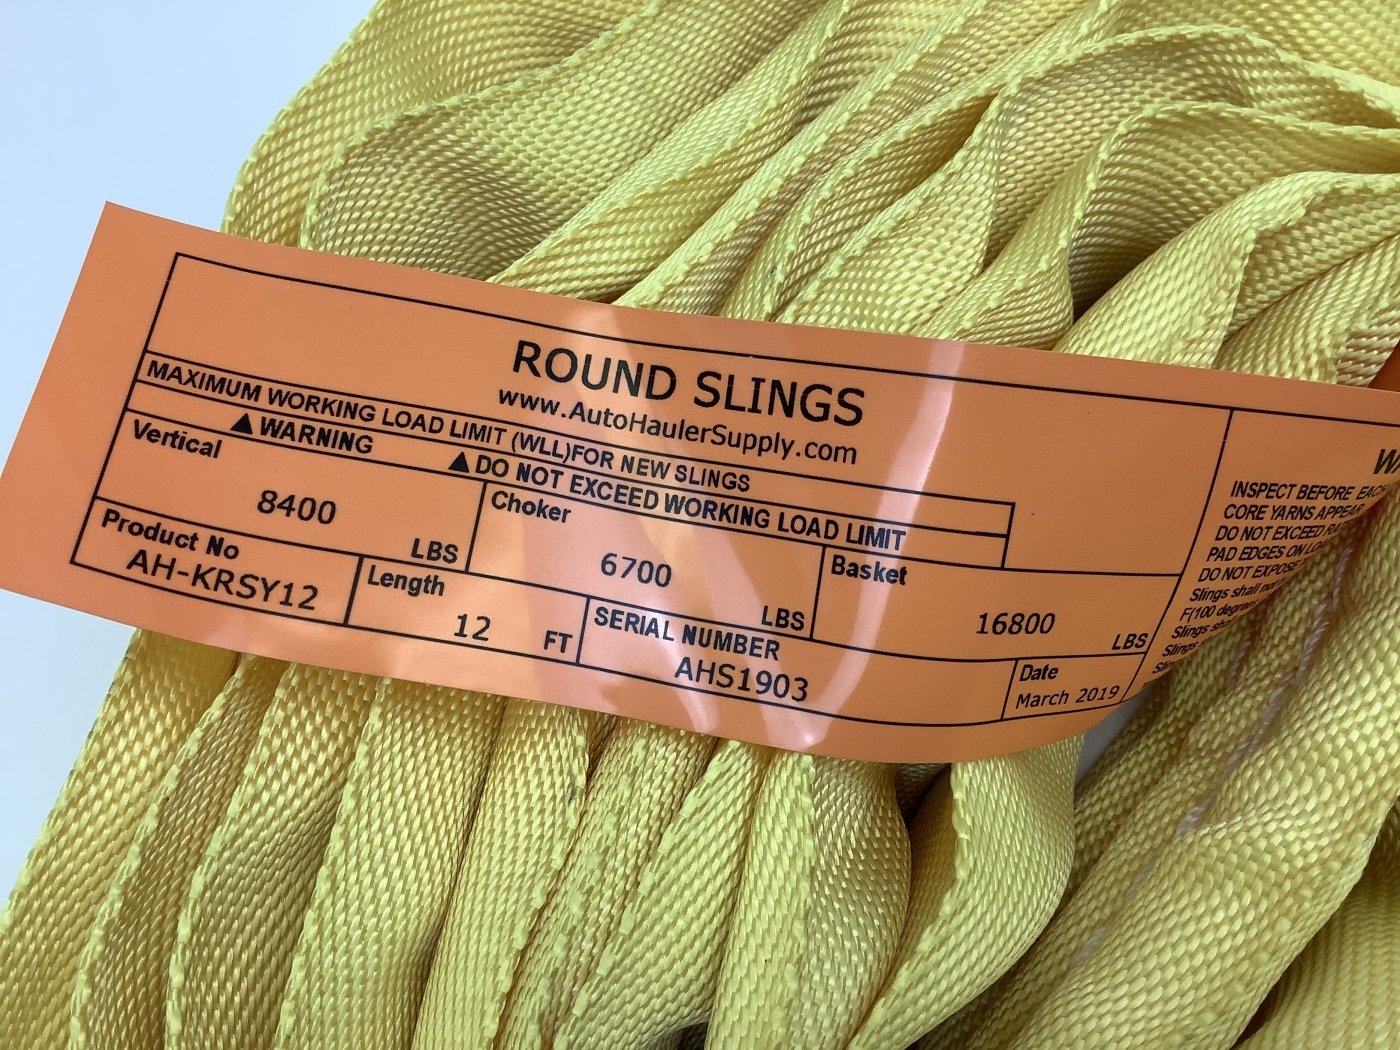 ROUND SLINGS
www.AutoHaulerSupply.com
MAXIMUM WORKING LOAD LIMIT (WLL)FOR NEW SLINGS
▲WARNING ▲DO NOT EXCEED WORKING LOAD LIMIT
Vertical
8400
LBS
Choker
6700
LBS
Basket
16800
LBS
Product No
AH-KRSY12
Length
12
FT
SERIAL NUMBER
AHS1903
Date
March 2019
INSPECT BEFORE EACH
CORE YARNS APPEAR
DO NOT EXCEED
PAD EDGES ON
DO NOT EXPOSE
Slings shall
F(100
Slings
Slings